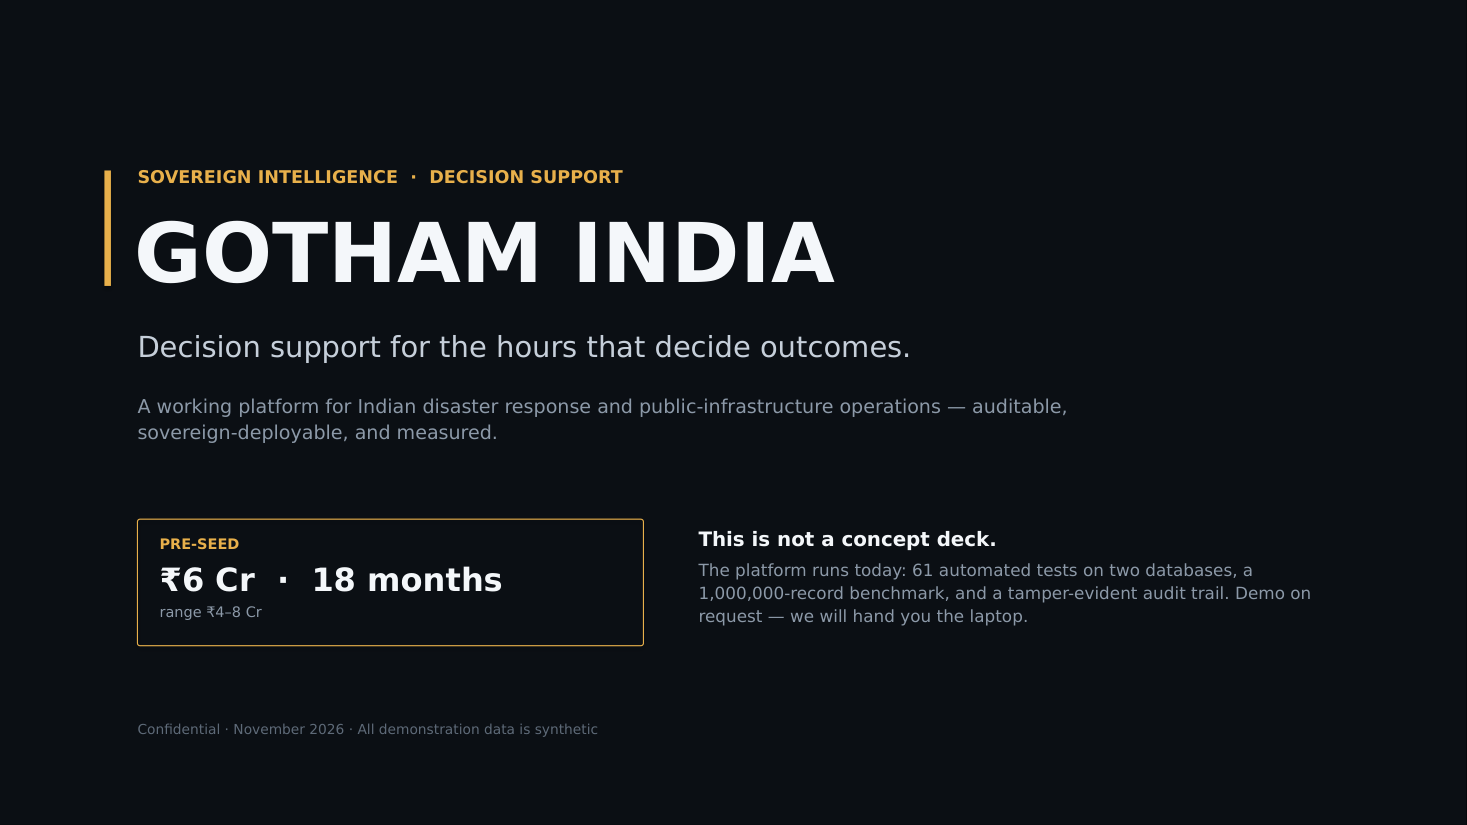 SOVEREIGN INTELLIGENCE · DECISION SUPPORT
GOTHAM INDIA
Decision support for the hours that decide outcomes.
A working platform for Indian disaster response and public-infrastructure operations — auditable,
sovereign-deployable, and measured.
PRE-SEED
₹6 Cr · 18 months
range ₹4–8 Cr
This is not a concept deck.
The platform runs today: 61 automated tests on two databases, a
1,000,000-record benchmark, and a tamper-evident audit trail. Demo on
request — we will hand you the laptop.
Confidential · November 2026 · All demonstration data is synthetic